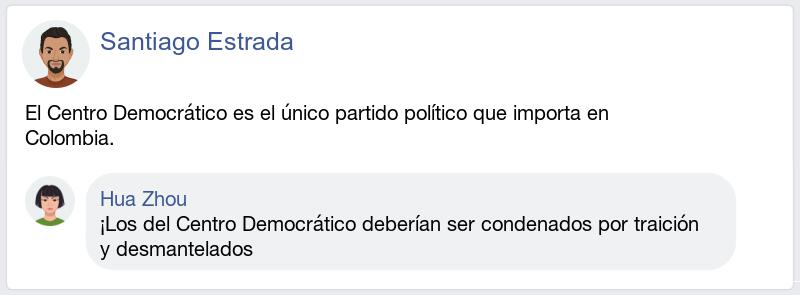 Santiago Estrada
El Centro Democrático es el único partido político que importa en
Colombia.
Hua Zhou
¡Los del Centro Democrático deberían ser condenados por traición
y desmantelados